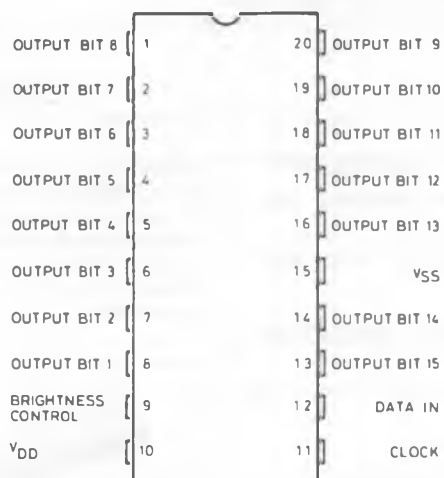 OUTPUT BIT 8 1 20 OUTPUT BIT 9
OUTPUT BIT 7 2 19 OUTPUT BIT 10
OUTPUT BIT 6 3 18 OUTPUT BIT 11
OUTPUT BIT 5 4 17 OUTPUT BIT 12
OUTPUT BIT 4 5 16 OUTPUT BIT 13
OUTPUT BIT 3 6 15 VSS
OUTPUT BIT 2 7 14 OUTPUT BIT 14
OUTPUT BIT 1 8 13 OUTPUT BIT 15
BRIGHTNESS
CONTROL 9 12 DATA IN
VDD 10 11 CLOCK